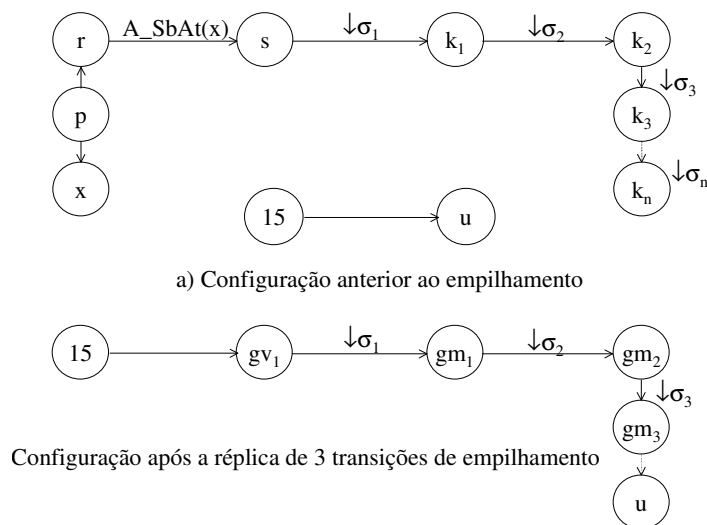 r A_SbAt(x) s ↓σ₁ k₁ ↓σ₂ k₂
↓σ₃
p k₃
x kₙ ↓σₙ
15 u
a) Configuração anterior ao empilhamento
15 gv₁ ↓σ₁ gm₁ ↓σ₂ gm₂
↓σ₃
gm₃
Configuração após a réplica de 3 transições de empilhamento
u